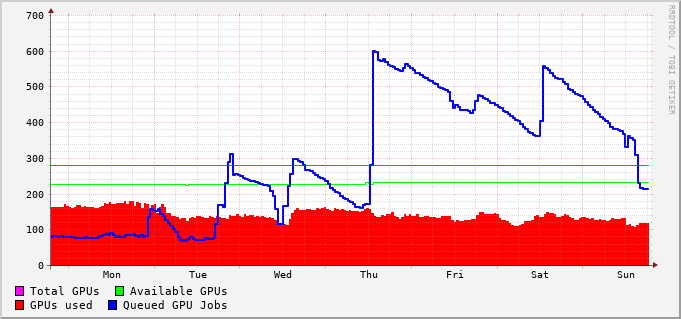 700
600
500
400
300
200
100
0
Mon Tue Wed Thu Fri Sat Sun
Total GPUs Available GPUs
GPUs used Queued GPU Jobs
RRDTOOL / TOBI OETIKER